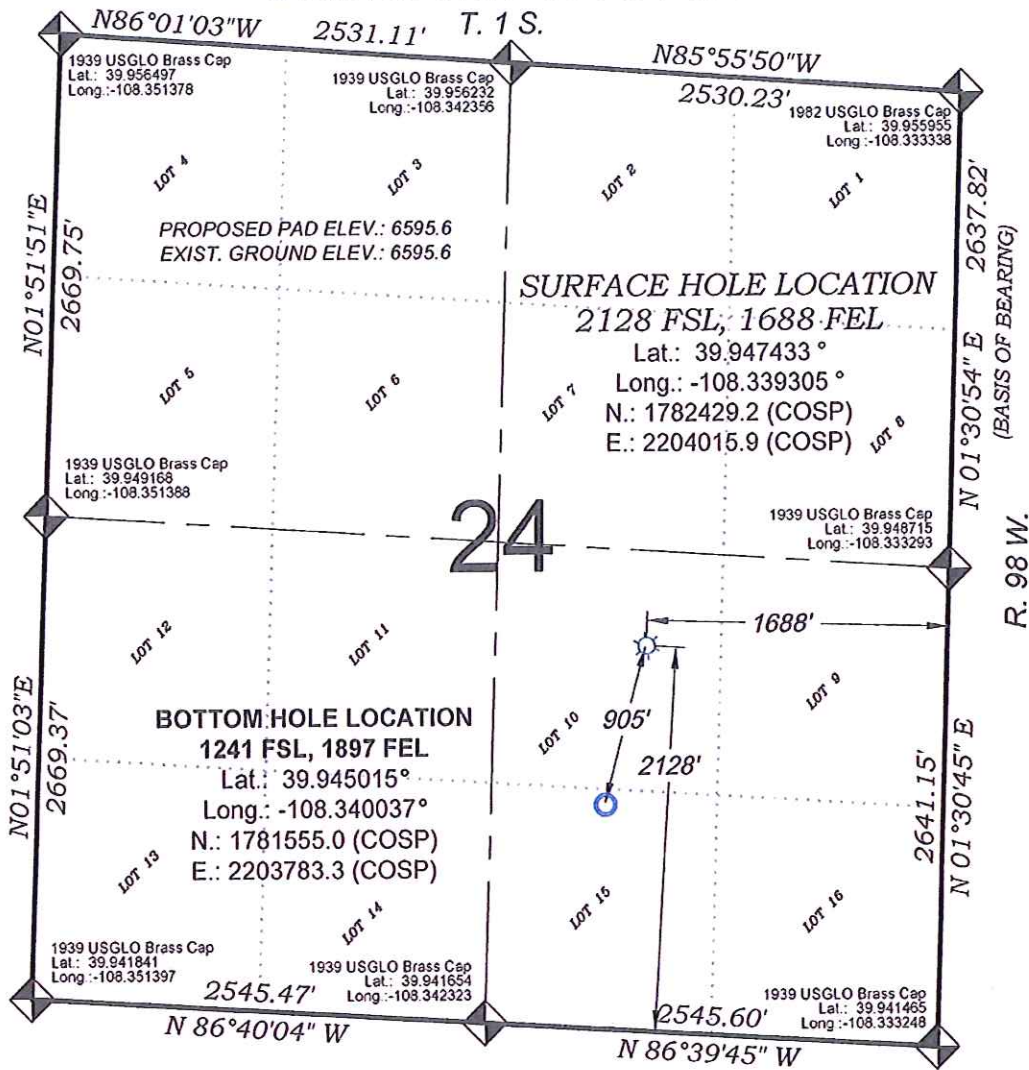 T. 1 S.
N86°01'03"W 2531.11'
N85°55'50"W
2530.23'
1939 USGLO Brass Cap
Lat.: 39.956497
Long.:-108.351378
1939 USGLO Brass Cap
Lat.: 39.956232
Long.:-108.342356
1982 USGLO Brass Cap
Lat.: 39.955955
Long.:-108.333338
LOT 4
LOT 3
LOT 2
LOT 1
N01°51'51"E
2669.75'
2637.82'
N 01°30'54" E
(BASIS OF BEARING)
PROPOSED PAD ELEV.: 6595.6
EXIST. GROUND ELEV.: 6595.6
SURFACE HOLE LOCATION
2128 FSL, 1688 FEL
Lat.: 39.947433 °
Long.: -108.339305 °
N.: 1782429.2 (COSP)
E.: 2204015.9 (COSP)
LOT 5
LOT 6
LOT 7
LOT 8
1939 USGLO Brass Cap
Lat.: 39.949168
Long.:-108.351388
24
1939 USGLO Brass Cap
Lat.: 39.948715
Long.:-108.333293
R. 98 W.
1688'
LOT 12
LOT 11
LOT 10
LOT 9
905'
2128'
N01°51'03"E
2669.37'
2641.15'
N 01°30'45" E
BOTTOM HOLE LOCATION
1241 FSL, 1897 FEL
Lat.: 39.945015°
Long.: -108.340037°
N.: 1781555.0 (COSP)
E.: 2203783.3 (COSP)
LOT 13
LOT 14
LOT 15
LOT 16
1939 USGLO Brass Cap
Lat.: 39.941841
Long.:-108.351397
1939 USGLO Brass Cap
Lat.: 39.941654
Long.:-108.342323
1939 USGLO Brass Cap
Lat.: 39.941465
Long.:-108.333248
2545.47'
N 86°40'04" W
2545.60'
N 86°39'45" W